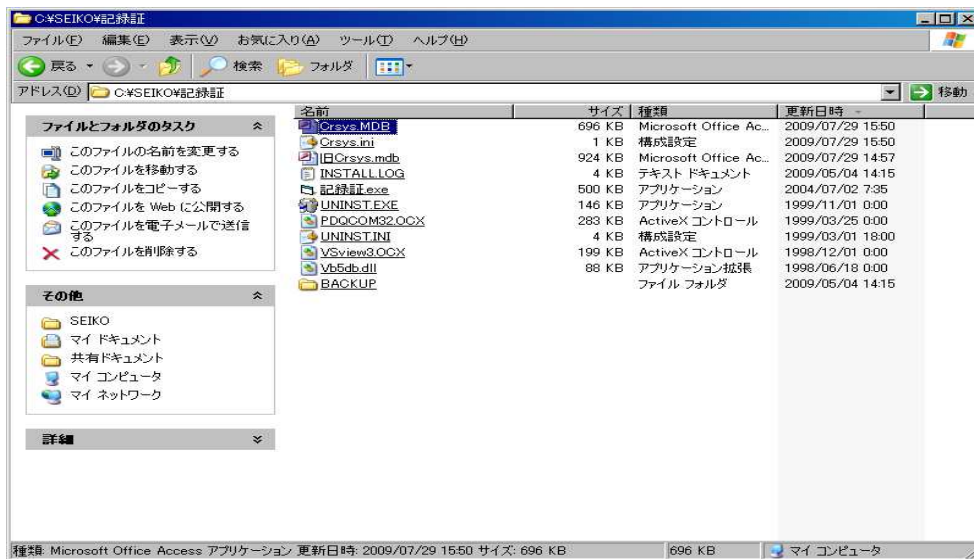 C:¥SEIKO¥記録証
ファイル(F) 編集(E) 表示(V) お気に入り(A) ツール(T) ヘルプ(H)
戻る 検索 フォルダ
アドレス(D) C:¥SEIKO¥記録証 移動
ファイルとフォルダのタスク
このファイルの名前を変更する
このファイルを移動する
このファイルをコピーする
このファイルを Web に公開する
このファイルを電子メールで送信
する
このファイルを削除する
その他
SEIKO
マイ ドキュメント
共有ドキュメント
マイ コンピュータ
マイ ネットワーク
詳細
名前 サイズ 種類 更新日時
Crsys.MDB 696 KB Microsoft Office Ac... 2009/07/29 15:50
Crsys.ini 1 KB 構成設定 2009/07/29 15:50
旧Crsys.mdb 924 KB Microsoft Office Ac... 2009/07/29 14:57
INSTALL.LOG 4 KB テキスト ドキュメント 2009/05/04 14:15
記録証.exe 500 KB アプリケーション 2004/07/02 7:35
UNINST.EXE 146 KB アプリケーション 1999/11/01 0:00
PDQCOM32.OCX 283 KB ActiveX コントロール 1999/03/25 0:00
UNINST.INI 4 KB 構成設定 1999/03/01 18:00
VSview3.OCX 199 KB ActiveX コントロール 1998/12/01 0:00
Vb5db.dll 88 KB アプリケーション拡張 1998/06/18 0:00
BACKUP ファイル フォルダ 2009/05/04 14:15
種類: Microsoft Office Access アプリケーション 更新日時: 2009/07/29 15:50 サイズ: 696 KB 696 KB マイ コンピュータ